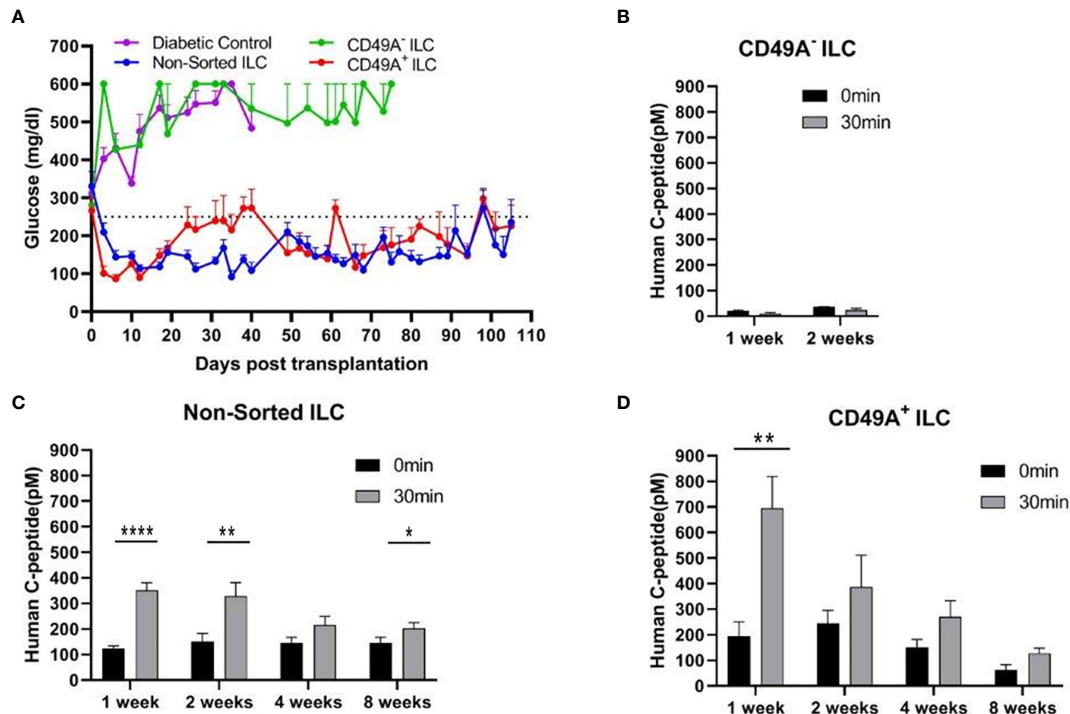 A
Diabetic Control
Non-Sorted ILC
CD49A⁻ ILC
CD49A⁺ ILC
Glucose (mg/dl)
700
600
500
400
300
200
100
0
0 10 20 30 40 50 60 70 80 90 100 110
Days post transplantation
B
CD49A⁻ ILC
0min
30min
Human C-peptide(pM)
900
800
700
600
500
400
300
200
100
0
1 week 2 weeks
C
Non-Sorted ILC
0min
30min
Human C-peptide(pM)
900
800
700
600
500
400
300
200
100
0
**** ** *
1 week 2 weeks 4 weeks 8 weeks
D
CD49A⁺ ILC
**
0min
30min
Human C-peptide(pM)
900
800
700
600
500
400
300
200
100
0
1 week 2 weeks 4 weeks 8 weeks